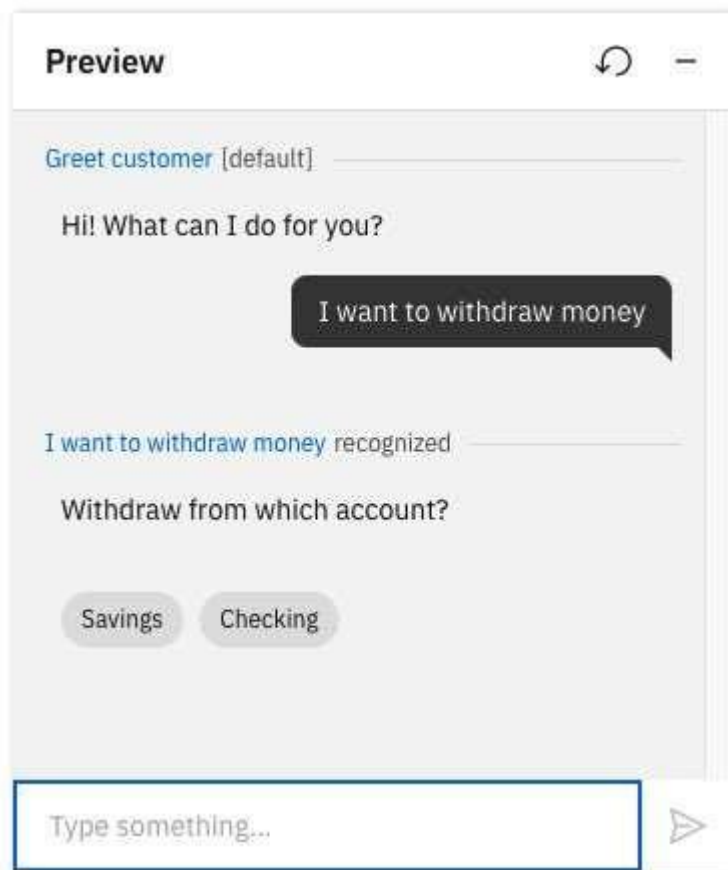 Preview
Greet customer [default]
Hi! What can I do for you?
I want to withdraw money
I want to withdraw money recognized
Withdraw from which account?
Savings Checking
Type something...